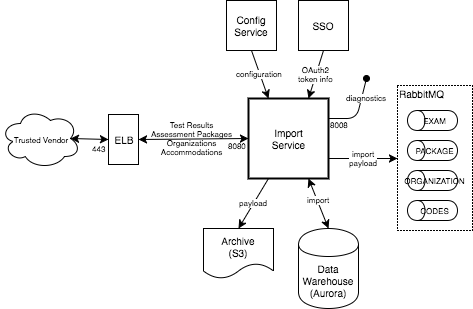 Config
Service
SSO
configuration
OAuth2
token info
diagnostics
RabbitMQ
Trusted Vendor
443
ELB
Test Results
Assessment Packages
Organizations
Accommodations
8080
Import
Service
8008
import
payload
EXAM
PACKAGE
ORGANIZATION
CODES
payload
import
Archive
(S3)
Data
Warehouse
(Aurora)